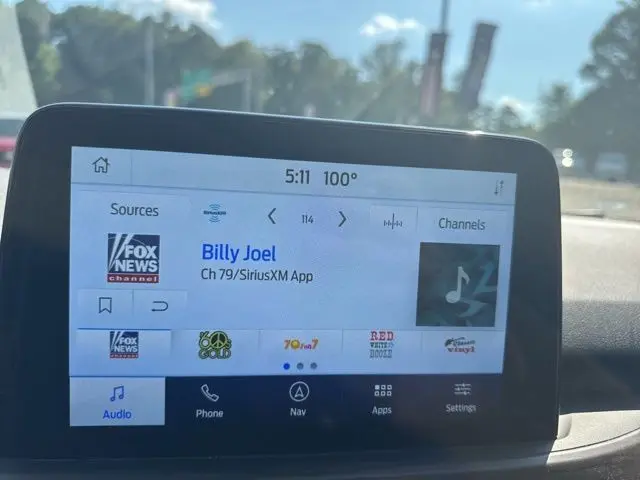 5:11 100°
Sources
SiriusXM
114
Channels
FOX
NEWS
channel
Billy Joel
Ch 79/SiriusXM App
FOX
NEWS
channel
60s
GOLD
70s on 7
RED
WHITE
BOOZE
Classic
vinyl
Audio
Phone
Nav
Apps
Settings